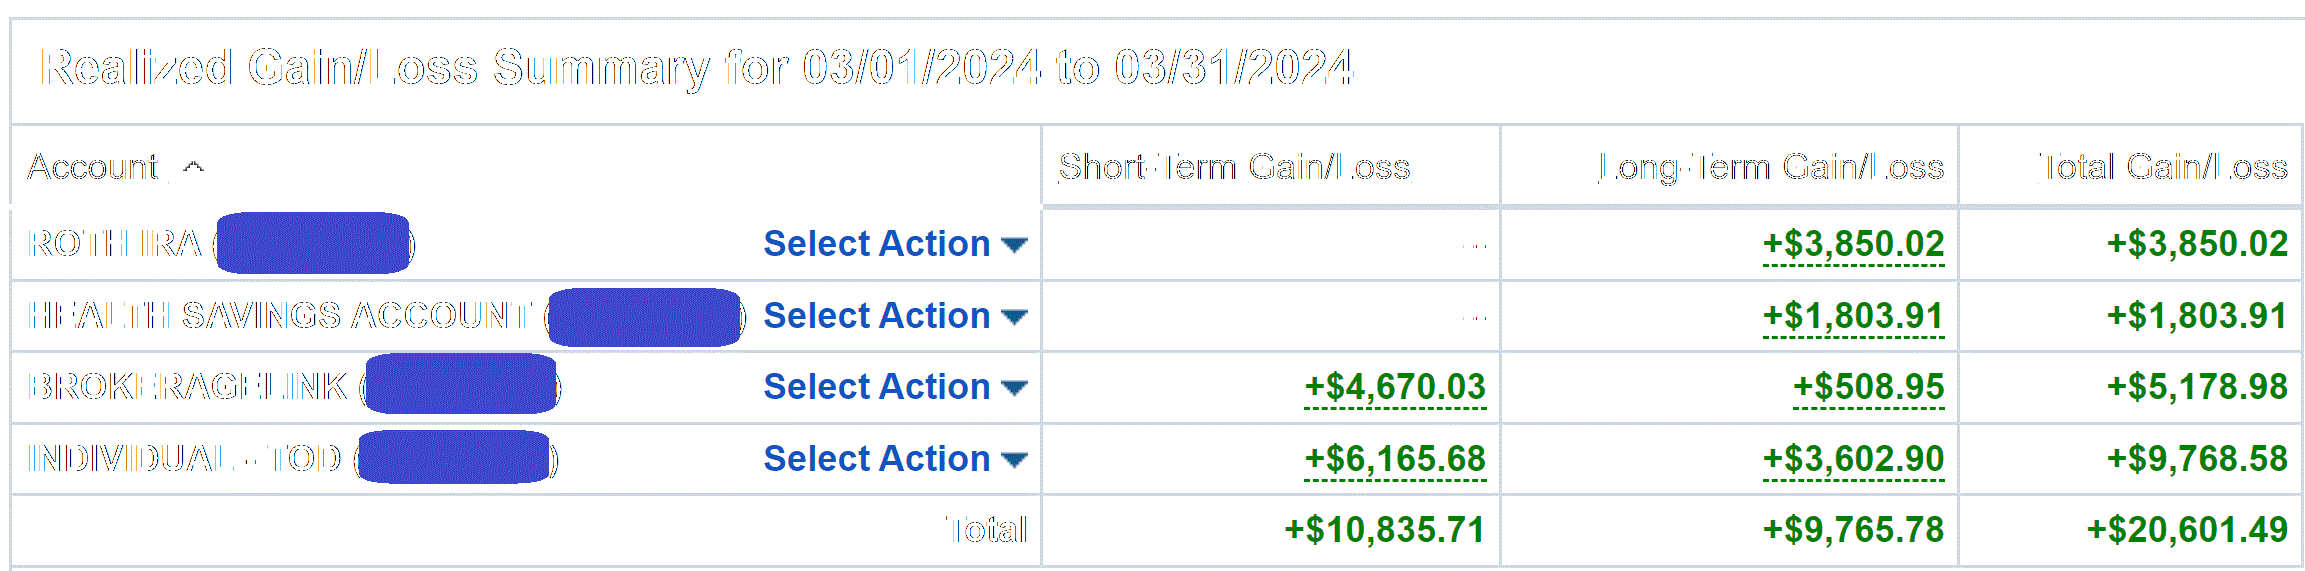 Realized Gain/Loss Summary for 03/01/2024 to 03/31/2024
Account Short-Term Gain/Loss Long-Term Gain/Loss Total Gain/Loss
ROTH IRA ( ) Select Action -- +$3,850.02 +$3,850.02
HEALTH SAVINGS ACCOUNT ( ) Select Action -- +$1,803.91 +$1,803.91
BROKERAGELINK ( ) Select Action +$4,670.03 +$508.95 +$5,178.98
INDIVIDUAL - TOD ( ) Select Action +$6,165.68 +$3,602.90 +$9,768.58
Total +$10,835.71 +$9,765.78 +$20,601.49